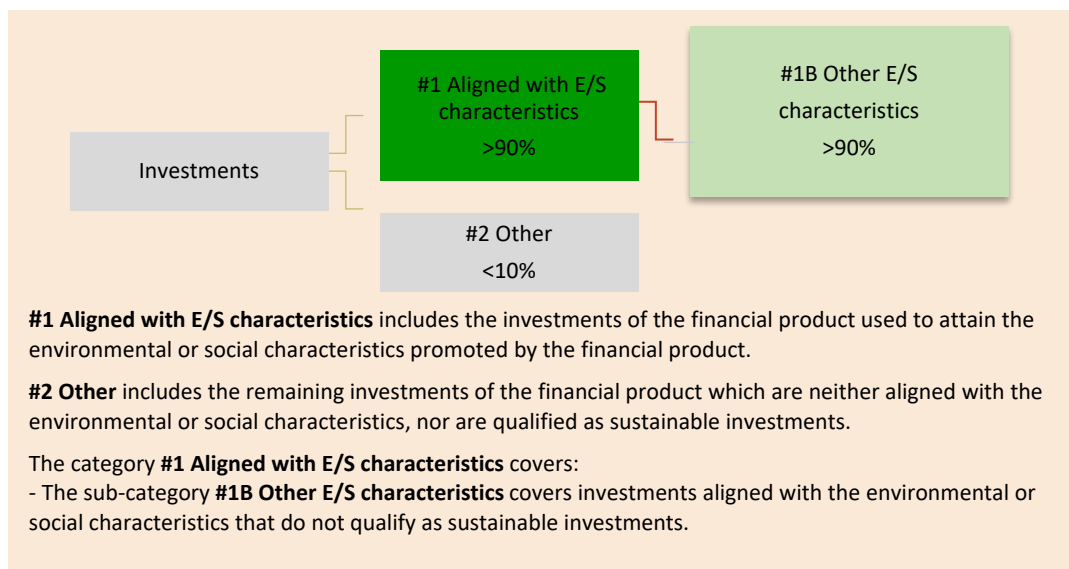 Investments
#1 Aligned with E/S
characteristics
>90%
#1B Other E/S
characteristics
>90%
#2 Other
<10%
#1 Aligned with E/S characteristics includes the investments of the financial product used to attain the
environmental or social characteristics promoted by the financial product.
#2 Other includes the remaining investments of the financial product which are neither aligned with the
environmental or social characteristics, nor are qualified as sustainable investments.
The category #1 Aligned with E/S characteristics covers:
- The sub-category #1B Other E/S characteristics covers investments aligned with the environmental or
social characteristics that do not qualify as sustainable investments.